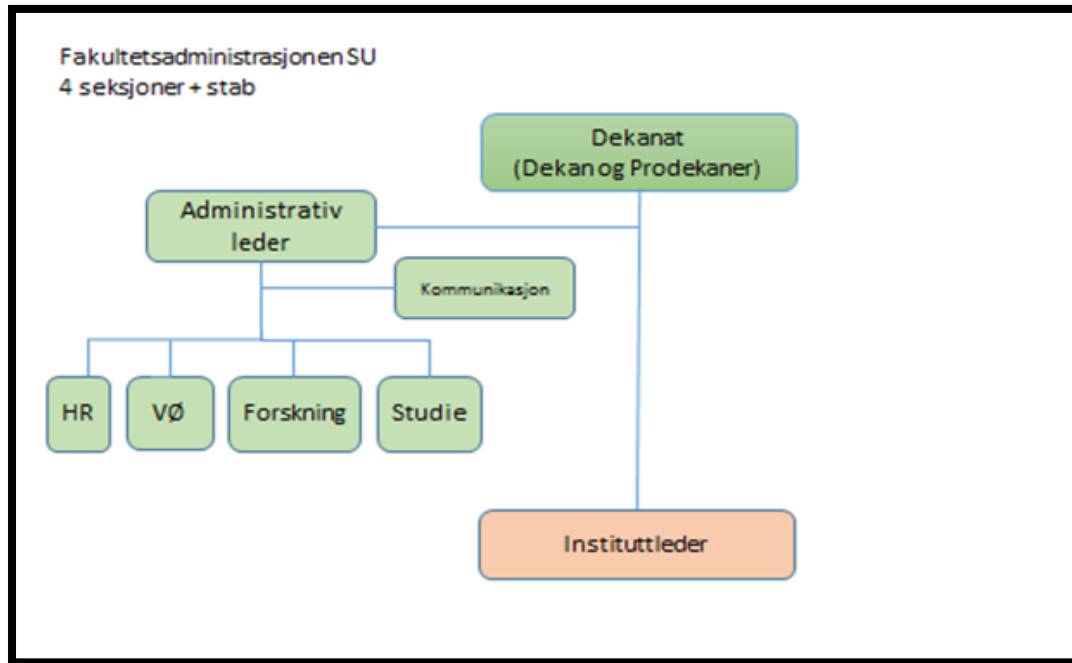 Fakultetsadministrasjonen SU
4 seksjoner + stab
Dekanat
(Dekan og Prodekaner)
Administrativ
leder
Kommunikasjon
HR
VØ
Forskning
Studie
Instituttleder